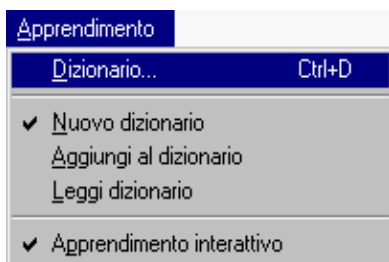 Apprendimento
Dizionario... Ctrl+D
Nuovo dizionario
Aggiungi al dizionario
Leggi dizionario
Apprendimento interattivo